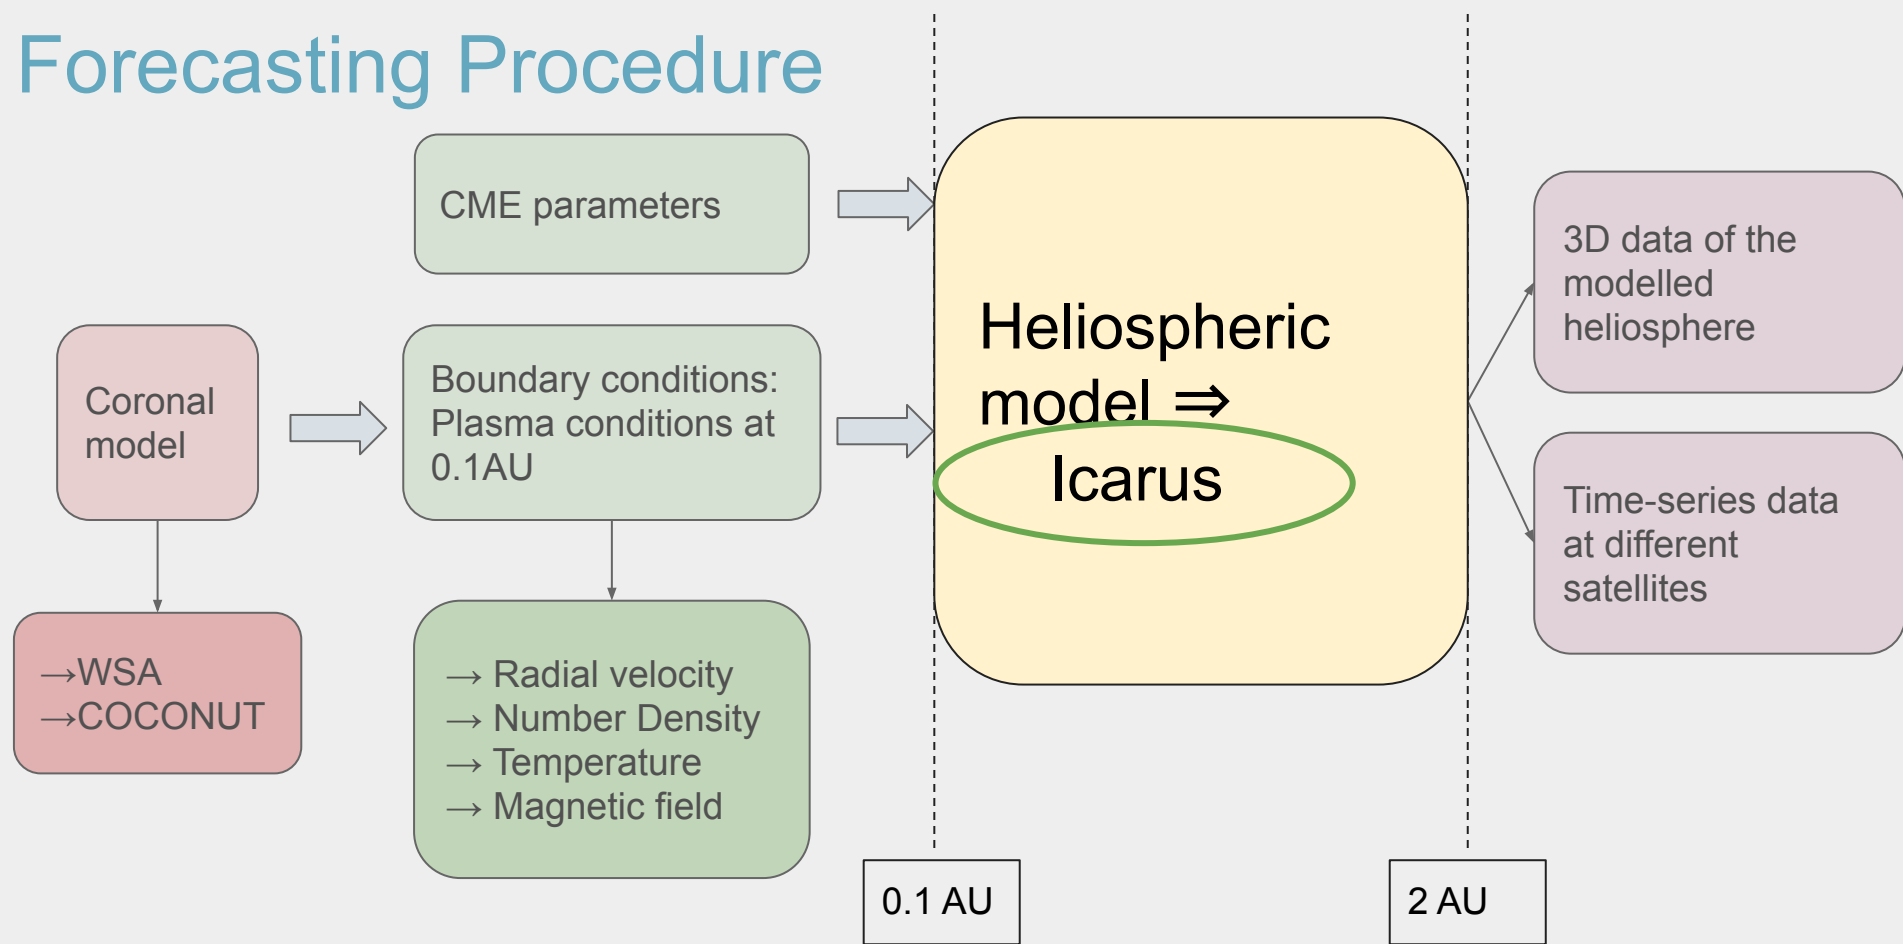 Forecasting Procedure
CME parameters
Coronal
model
Boundary conditions:
Plasma conditions at
0.1AU
→WSA
→COCONUT
→ Radial velocity
→ Number Density
→ Temperature
→ Magnetic field
Heliospheric
model ⇒
Icarus
3D data of the
modelled
heliosphere
Time-series data
at different
satellites
0.1 AU
2 AU